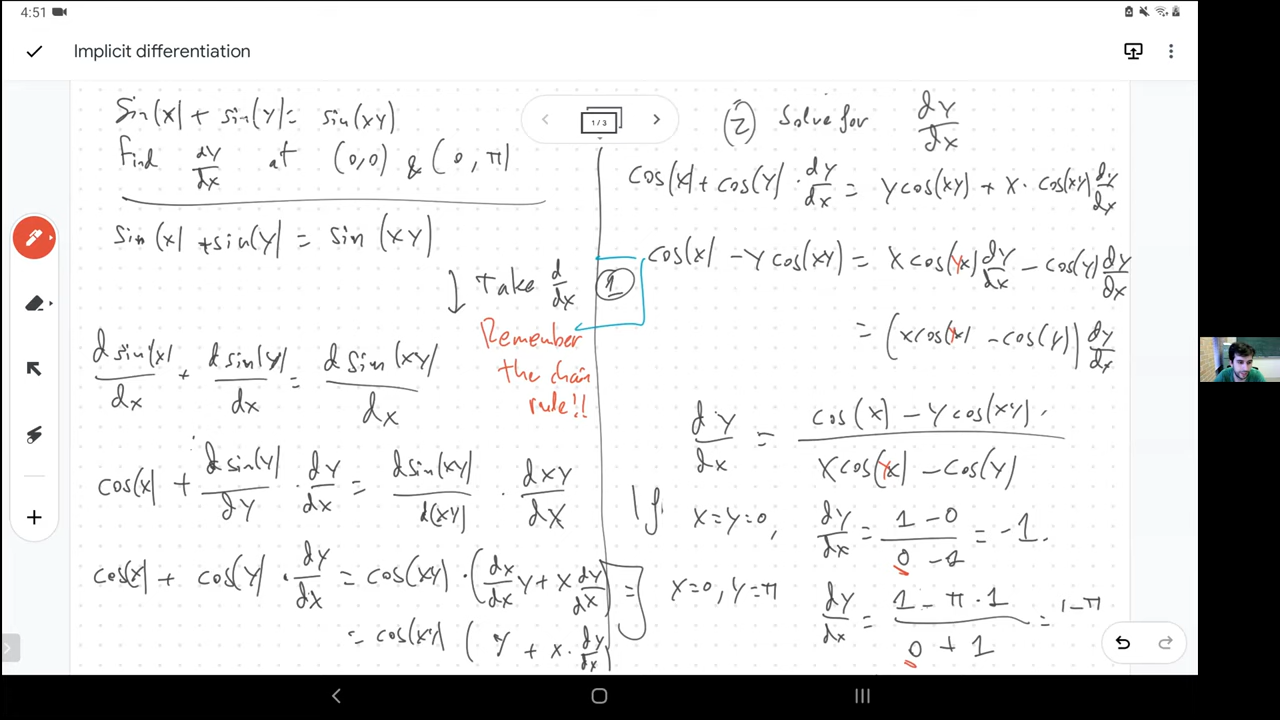 4:51
Implicit differentiation
1/3
Sin(x) + sin(y) = sin(xy)
Find dy/dx at (0,0) & (0,π)
Sin(x) + sin(y) = sin(xy)
↓ Take d/dx
Remember
the chain
rule!!
d sin(x)/dx + d sin(y)/dx = d sin(xy)/dx
cos(x) + d sin(y)/dy · dy/dx = d sin(xy)/d(xy) · dxy/dx
cos(x) + cos(y) · dy/dx = cos(xy) · (dx/dx y + x dy/dx) =
= cos(xy) (y + x · dy/dx)
①
② Solve for dy/dx
cos(x) + cos(y) · dy/dx = y cos(xy) + x · cos(xy) dy/dx
cos(x) - y cos(xy) = x cos(yx) dy/dx - cos(y) dy/dx
= (x cos(yx) - cos(y)) dy/dx
dy/dx = (cos(x) - y cos(xy))/(x cos(yx) - cos(y))
If x=y=0, dy/dx = (1-0)/(0-1) = -1.
x=0, y=π dy/dx = (1-π·1)/(0+1) = 1-π